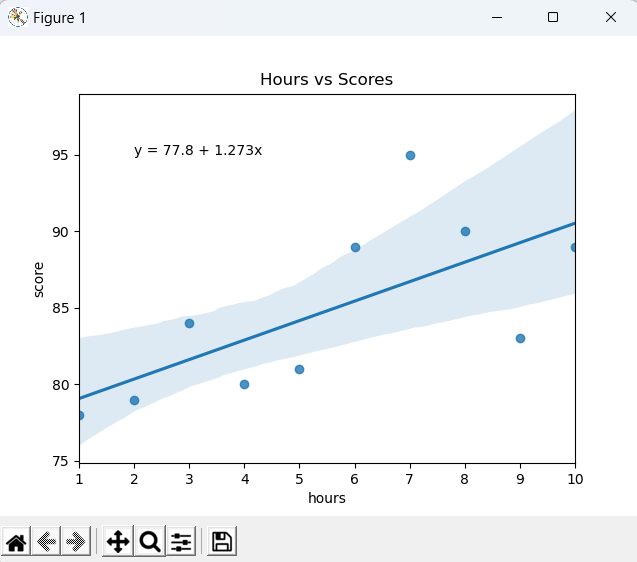 Figure 1
Hours vs Scores
y = 77.8 + 1.273x
95
90
85
80
75
score
1 2 3 4 5 6 7 8 9 10
hours